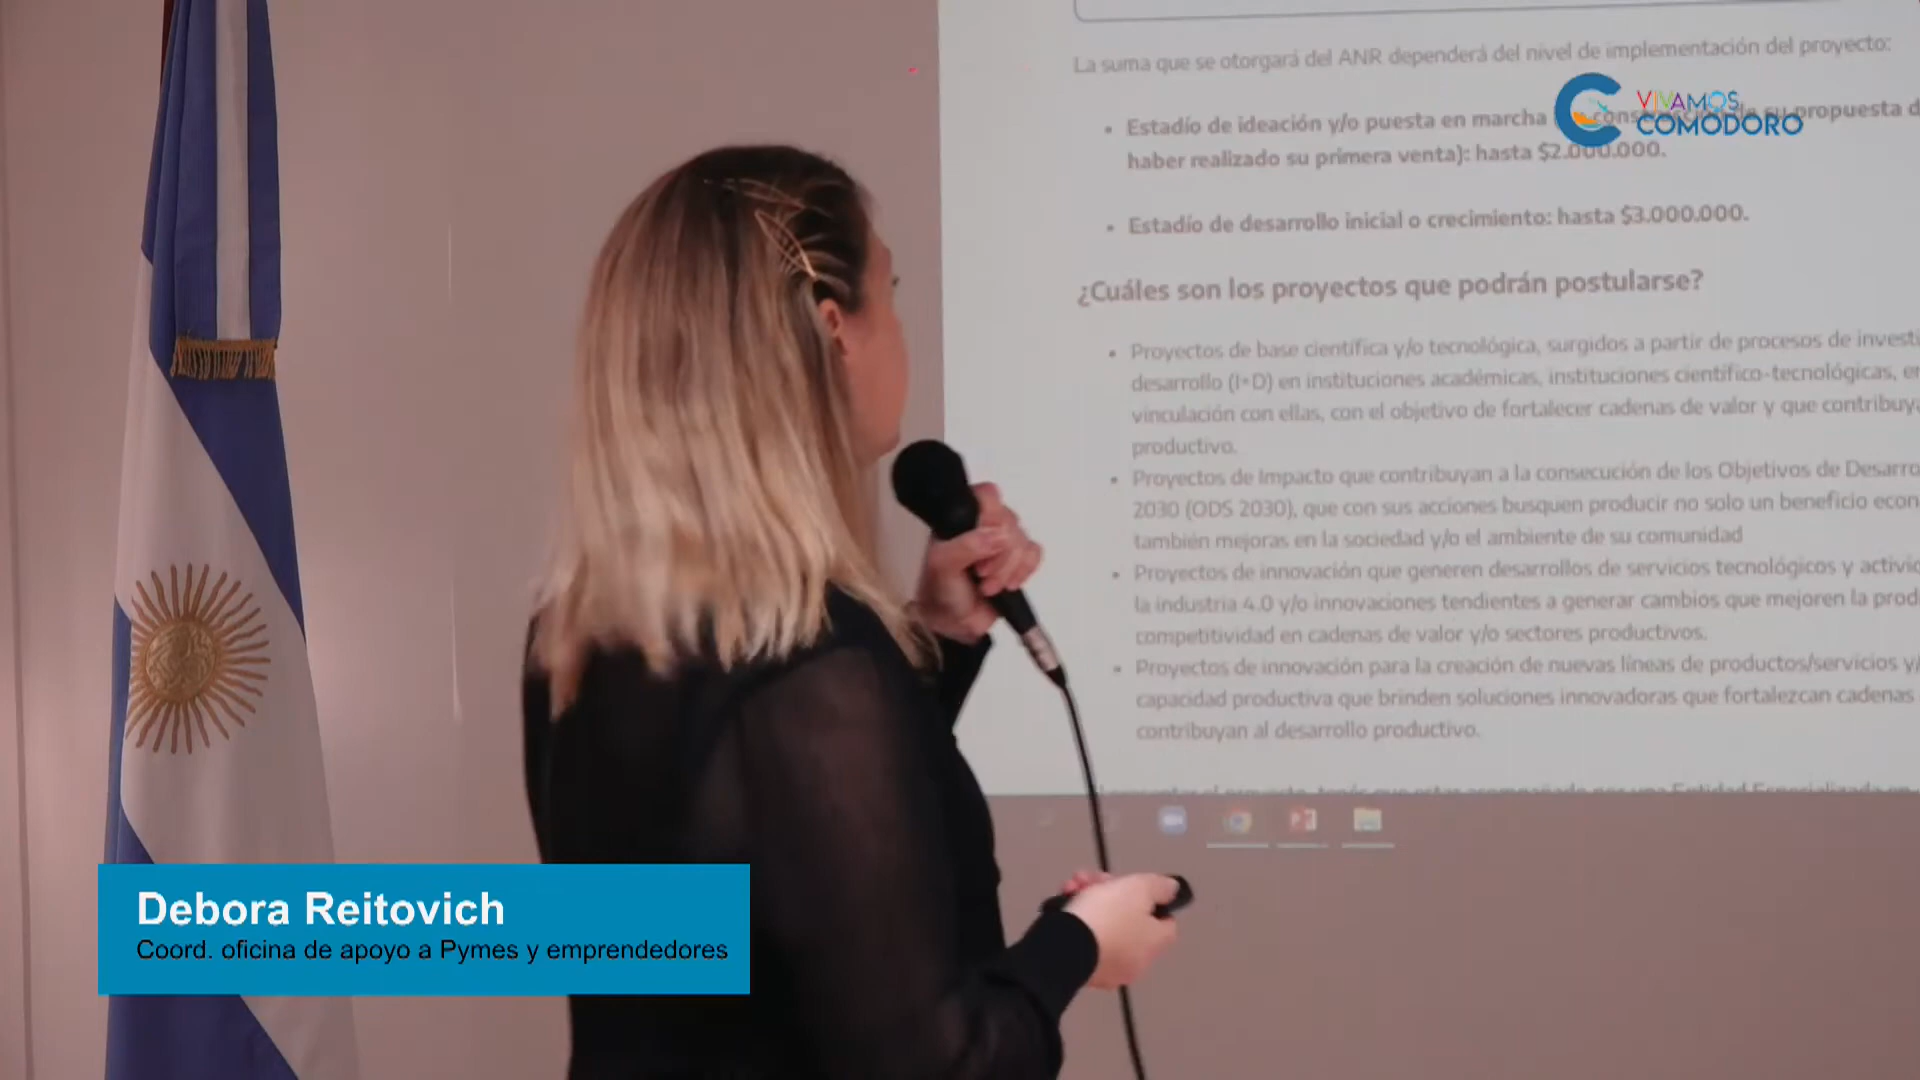 La suma que se otorgará del ANR dependerá del nivel de implementación del proyecto:
VIVAMOS
COMODORO
Estadío de ideación y/o puesta en marcha propuesta
haber realizado su primera venta): hasta $2.000.000.
Estadío de desarrollo inicial o crecimiento: hasta $3.000.000.
¿Cuáles son los proyectos que podrán postularse?
Proyectos de base científica y/o tecnológica, surgidos a partir de procesos de investi
desarrollo (I+D) en instituciones académicas, instituciones científico-tecnológicas,
vinculación con ellas, con el objetivo de fortalecer cadenas de valor y que contribuy
productivo.
Proyectos de Impacto que contribuyan a la consecución de los Objetivos de Desarro
2030 (ODS 2030), que con sus acciones busquen producir no solo un beneficio econ
también mejoras en la sociedad y/o el ambiente de su comunidad
Proyectos de innovación que generen desarrollos de servicios tecnológicos y activi
la industria 4.0 y/o innovaciones tendientes a generar cambios que mejoren la prod
competitividad en cadenas de valor y/o sectores productivos.
Proyectos de innovación para la creación de nuevas líneas de productos/servicios y/
capacidad productiva que brinden soluciones innovadoras que fortalezcan cadenas
contribuyan al desarrollo productivo.
Debora Reitovich
Coord. oficina de apoyo a Pymes y emprendedores